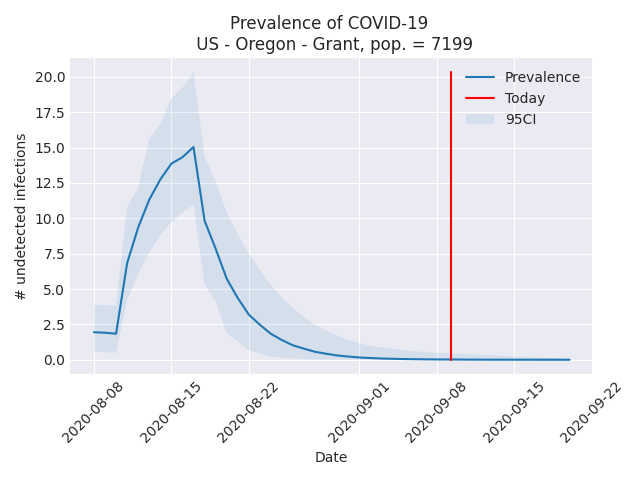 Prevalence of COVID-19
US - Oregon - Grant, pop. = 7199
Prevalence
Today
95CI
# undetected infections
20.0
17.5
15.0
12.5
10.0
7.5
5.0
2.5
0.0
2020-08-08
2020-08-15
2020-08-22
2020-09-01
2020-09-08
2020-09-15
2020-09-22
Date